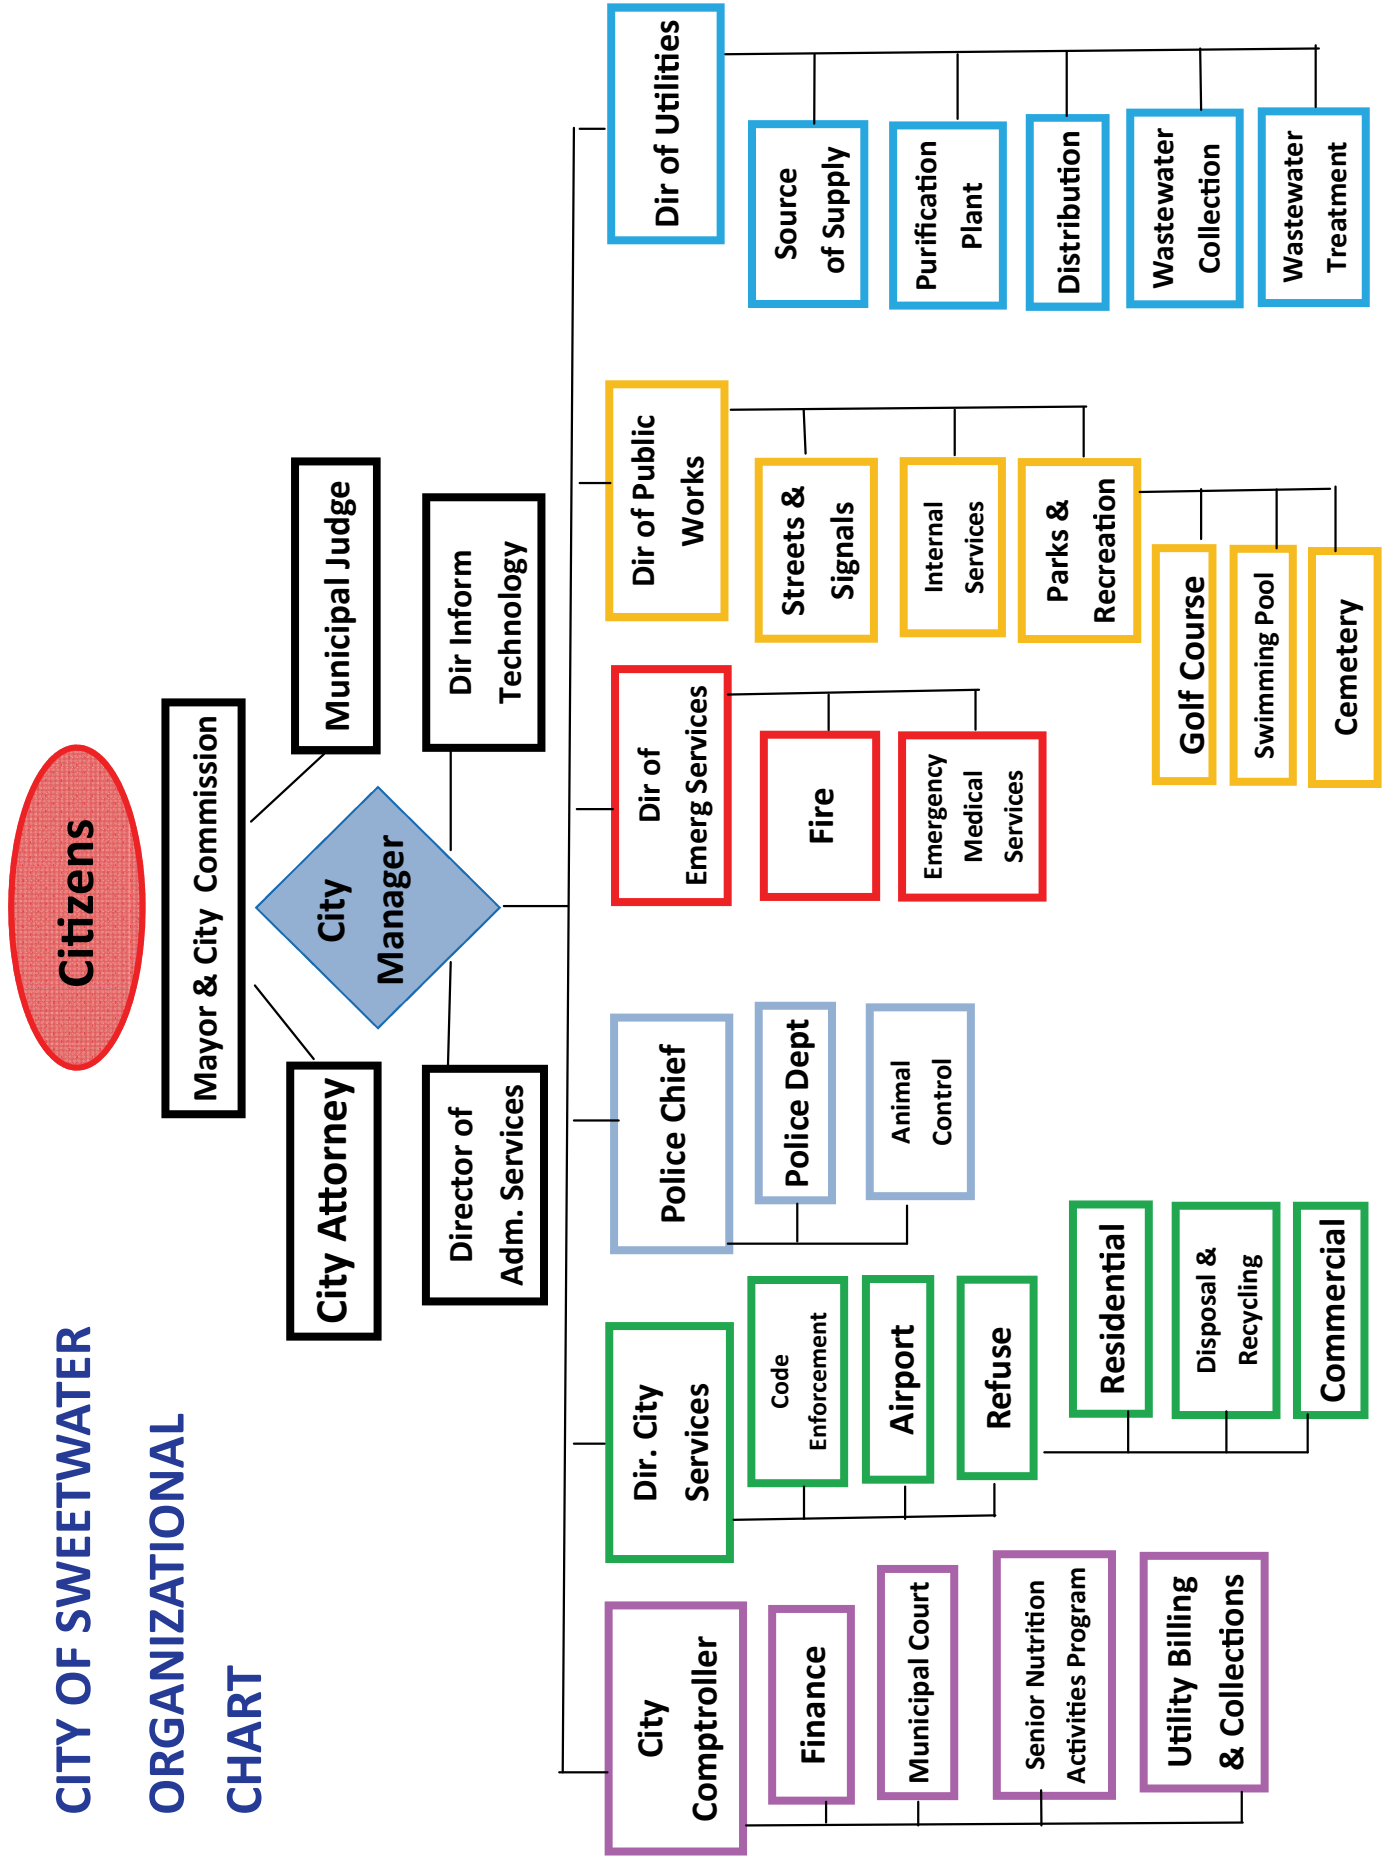 CITY OF SWEETWATER
ORGANIZATIONAL
CHART
Citizens
Mayor & City Commission
City Attorney
Municipal Judge
City
Manager
Director of
Adm. Services
Dir Inform
Technology
City
Comptroller
Finance
Municipal Court
Senior Nutrition
Activities Program
Utility Billing
& Collections
Dir. City
Services
Code
Enforcement
Airport
Refuse
Residential
Disposal &
Recycling
Commercial
Police Chief
Police Dept
Animal
Control
Dir of
Emerg Services
Fire
Emergency
Medical
Services
Dir of Public
Works
Streets &
Signals
Internal
Services
Parks &
Recreation
Golf Course
Swimming Pool
Cemetery
Dir of Utilities
Source
of Supply
Purification
Plant
Distribution
Wastewater
Collection
Wastewater
Treatment